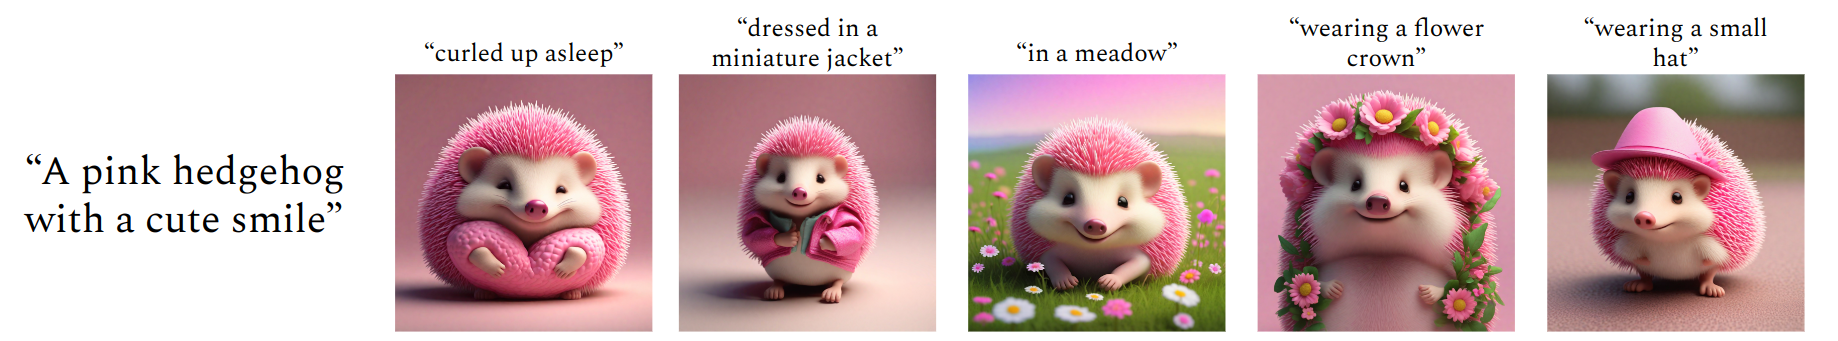 “A pink hedgehog
with a cute smile”
“curled up asleep”
“dressed in a
miniature jacket”
“in a meadow”
“wearing a flower
crown”
“wearing a small
hat”